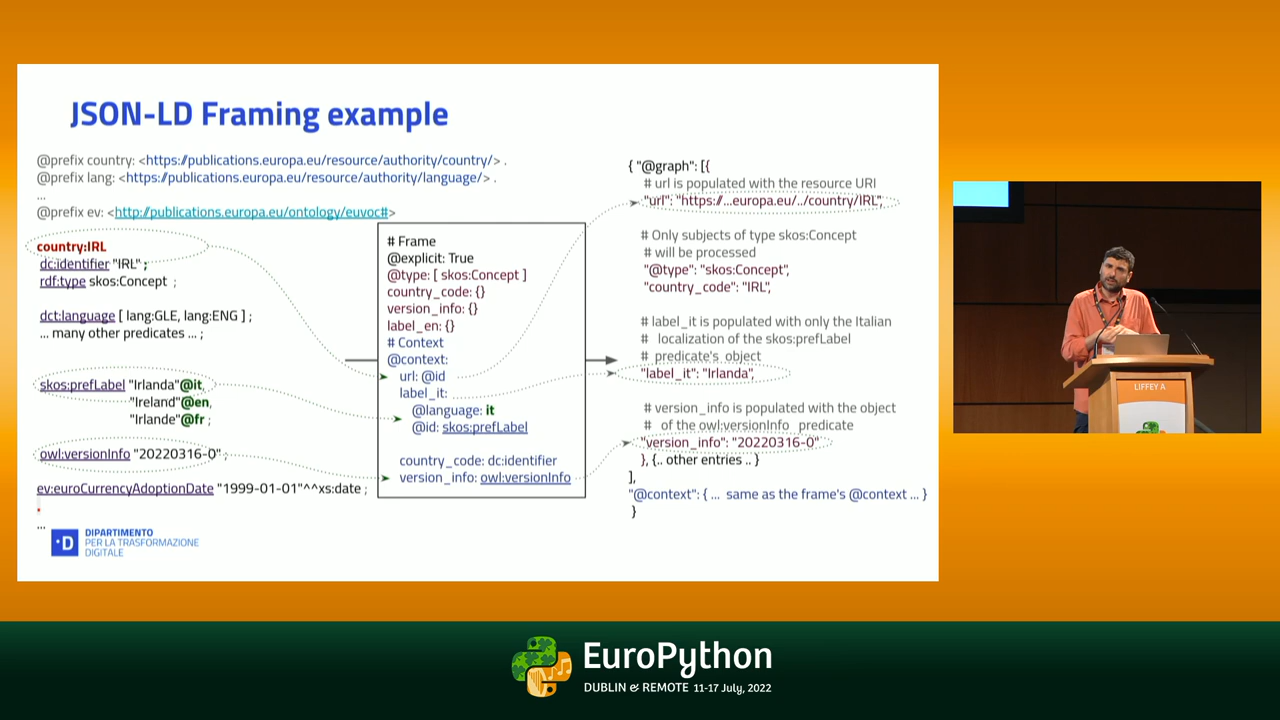 JSON-LD Framing example
@prefix country: <https://publications.europa.eu/resource/authority/country/> .
@prefix lang: <https://publications.europa.eu/resource/authority/language/> .
...
@prefix ev: <http://publications.europa.eu/ontology/euvoc#>
country:IRL
dc:identifier "IRL" ;
rdf:type skos:Concept ;
dct:language [ lang:GLE, lang:ENG ] ;
... many other predicates ... ;
skos:prefLabel "Irlanda"@it,
"Ireland"@en,
"Irlande"@fr ;
owl:versionInfo "20220316-0" ;
ev:euroCurrencyAdoptionDate "1999-01-01"^^xs:date ;
...
DIPARTIMENTO
PER LA TRASFORMAZIONE
DIGITALE
·D
# Frame
@explicit: True
@type: [ skos:Concept ]
country_code: {}
version_info: {}
label_en: {}
# Context
@context:
url: @id
label_it:
@language: it
@id: skos:prefLabel
country_code: dc:identifier
version_info: owl:versionInfo
{ "@graph": [{
# url is populated with the resource URI
"url": "https://...europa.eu/../country/IRL",
# Only subjects of type skos:Concept
# will be processed
"@type": "skos:Concept",
"country_code": "IRL",
# label_it is populated with only the Italian
# localization of the skos:prefLabel
# predicate's object
"label_it": "Irlanda",
# version_info is populated with the object
# of the owl:versionInfo predicate
"version_info": "20220316-0"
}, {.. other entries .. }
],
"@context": { ... same as the frame's @context ... }
}
LIFFEY A
EuroPython
DUBLIN & REMOTE 11-17 July, 2022